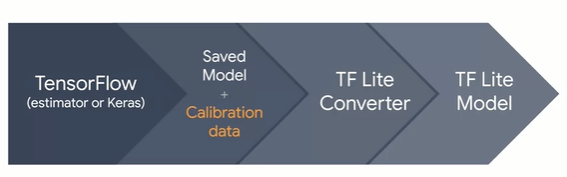 TensorFlow
(estimator or Keras)
Saved
Model
+
Calibration
data
TF Lite
Converter
TF Lite
Model